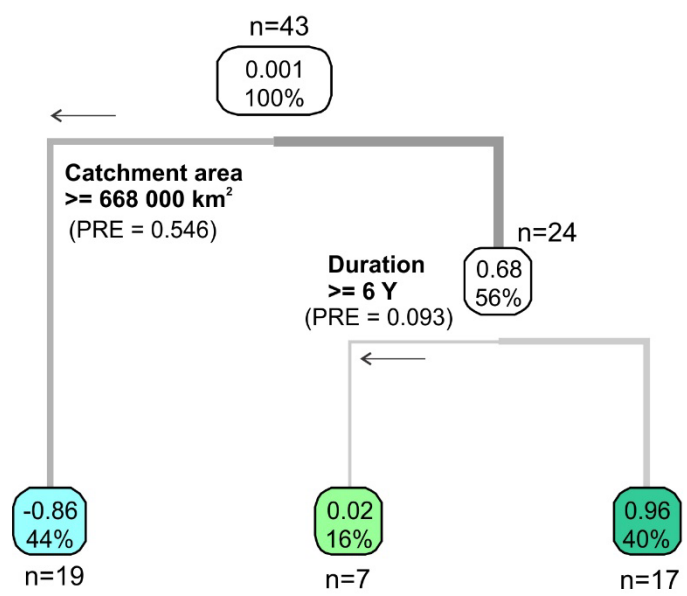 n=43
0.001
100%
Catchment area
>= 668 000 km²
(PRE = 0.546)
n=24
0.68
56%
Duration
>= 6 Y
(PRE = 0.093)
-0.86
44%
n=19
0.02
16%
n=7
0.96
40%
n=17